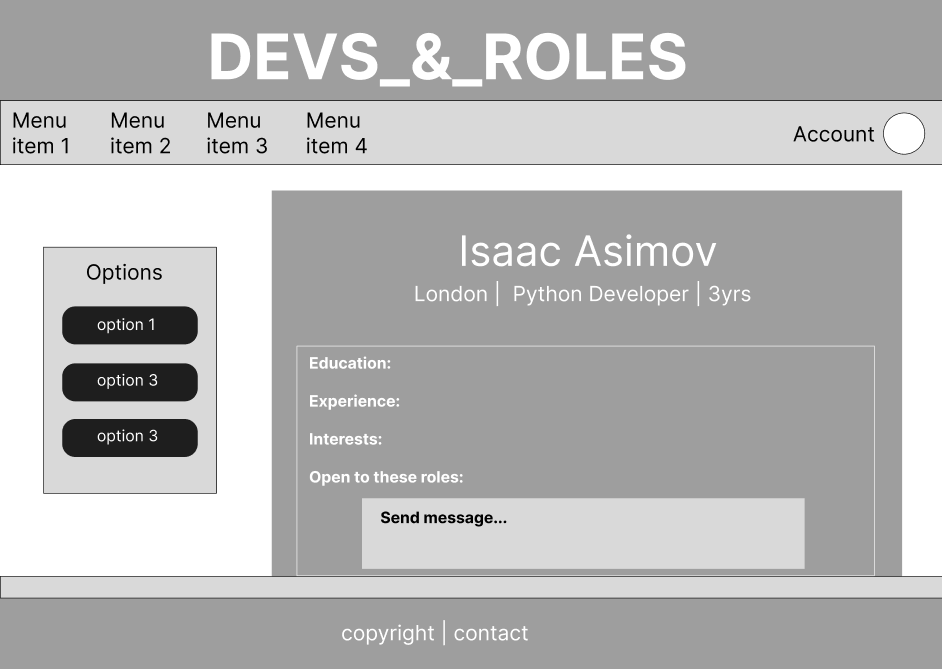 DEVS_&_ROLES
Menu item 1
Menu item 2
Menu item 3
Menu item 4
Account
Options
option 1
option 3
option 3
Isaac Asimov
London | Python Developer | 3yrs
Education:
Experience:
Interests:
Open to these roles:
Send message...
copyright | contact